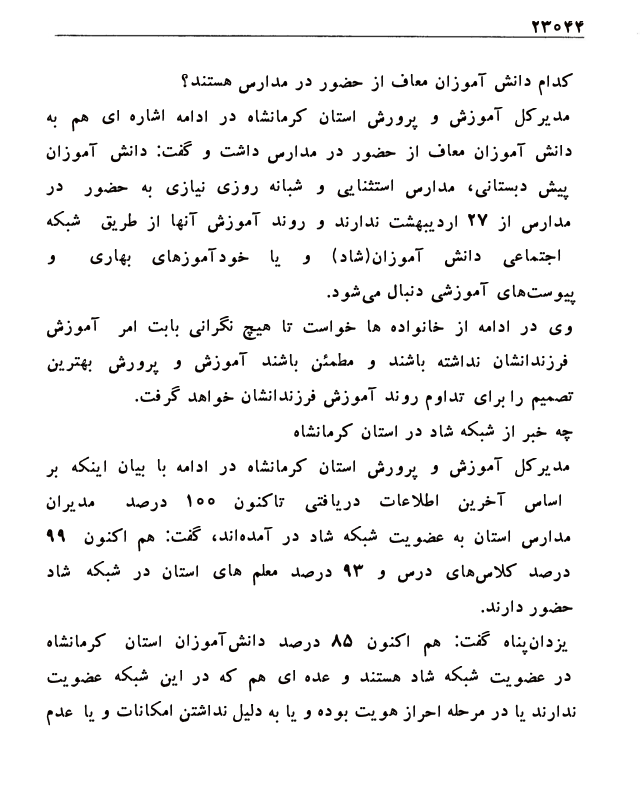 ۲۳۰۴۴
کدام دانش آموزان معاف از حضور در مدارس هستند؟
مدیرکل آموزش و پرورش استان کرمانشاه در ادامه اشاره ای هم به
دانش آموزان معاف از حضور در مدارس داشت و گفت: دانش آموزان
پیش دبستانی، مدارس استثنایی و شبانه روزی نیازی به حضور در
مدارس از ۲۷ اردیبهشت ندارند و روند آموزش آنها از طریق شبکه
اجتماعی دانش آموزان(شاد) و یا خودآموزهای بهاری و
پیوست‌های آموزشی دنبال می‌شود.
وی در ادامه از خانواده ها خواست تا هیچ نگرانی بابت امر آموزش
فرزندانشان نداشته باشند و مطمئن باشند آموزش و پرورش بهترین
تصمیم را برای تداوم روند آموزش فرزندانشان خواهد گرفت.
چه خبر از شبکه شاد در استان کرمانشاه
مدیرکل آموزش و پرورش استان کرمانشاه در ادامه با بیان اینکه بر
اساس آخرین اطلاعات دریافتی تاکنون ۱۰۰ درصد مدیران
مدارس استان به عضویت شبکه شاد در آمده‌اند، گفت: هم اکنون ۹۹
درصد کلاس‌های درس و ۹۳ درصد معلم های استان در شبکه شاد
حضور دارند.
یزدان‌پناه گفت: هم اکنون ۸۵ درصد دانش‌آموزان استان کرمانشاه
در عضویت شبکه شاد هستند و عده ای هم که در این شبکه عضویت
ندارند یا در مرحله احراز هویت بوده و یا به دلیل نداشتن امکانات و یا عدم